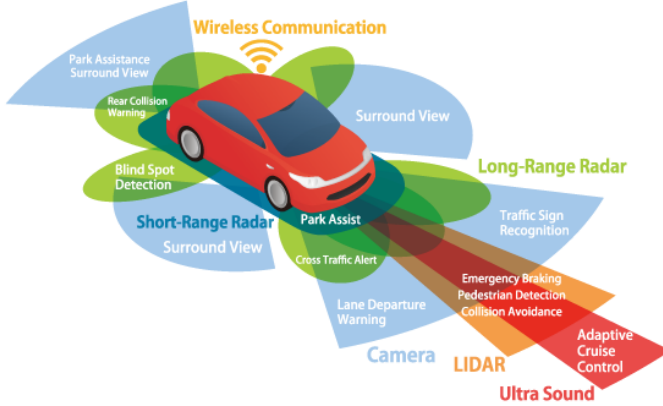 Wireless Communication
Park Assistance
Surround View
Rear Collision
Warning
Surround View
Blind Spot
Detection
Long-Range Radar
Short-Range Radar
Park Assist
Traffic Sign
Recognition
Surround View
Cross Traffic Alert
Emergency Braking
Pedestrian Detection
Collision Avoidance
Lane Departure
Warning
Adaptive
Cruise
Control
Camera
LIDAR
Ultra Sound